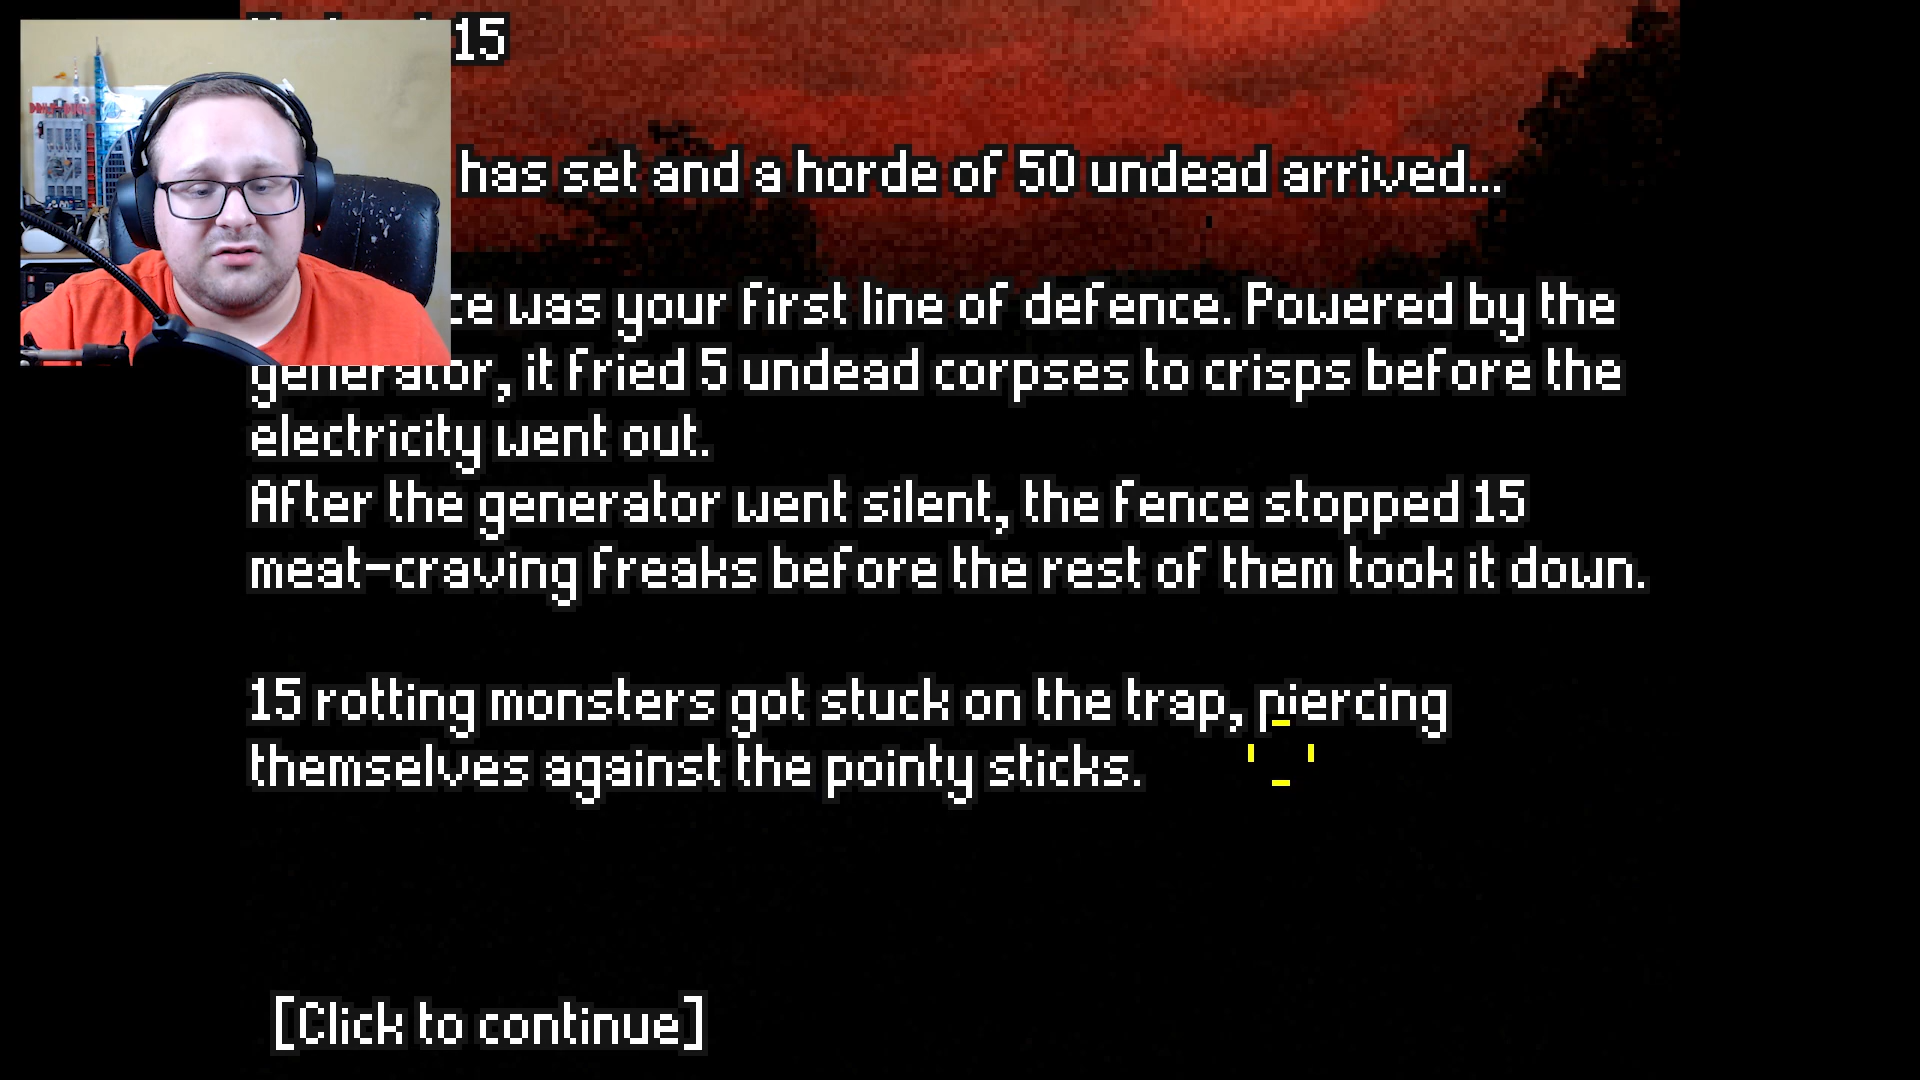 15
has set and a horde of 50 undead arrived...
ce was your first line of defence. Powered by the
generator, it fried 5 undead corpses to crisps before the
electricity went out.
After the generator went silent, the fence stopped 15
meat-craving freaks before the rest of them took it down.
15 rotting monsters got stuck on the trap, piercing
themselves against the pointy sticks.
[Click to continue]